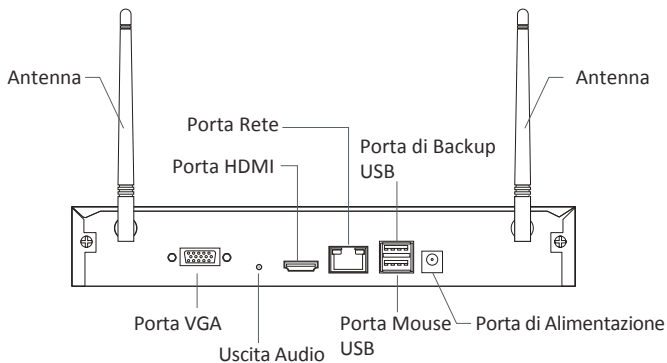 Antenna
Antenna
Porta Rete
Porta di Backup
USB
Porta HDMI
Porta VGA
Uscita Audio
Porta Mouse
USB
Porta di Alimentazione